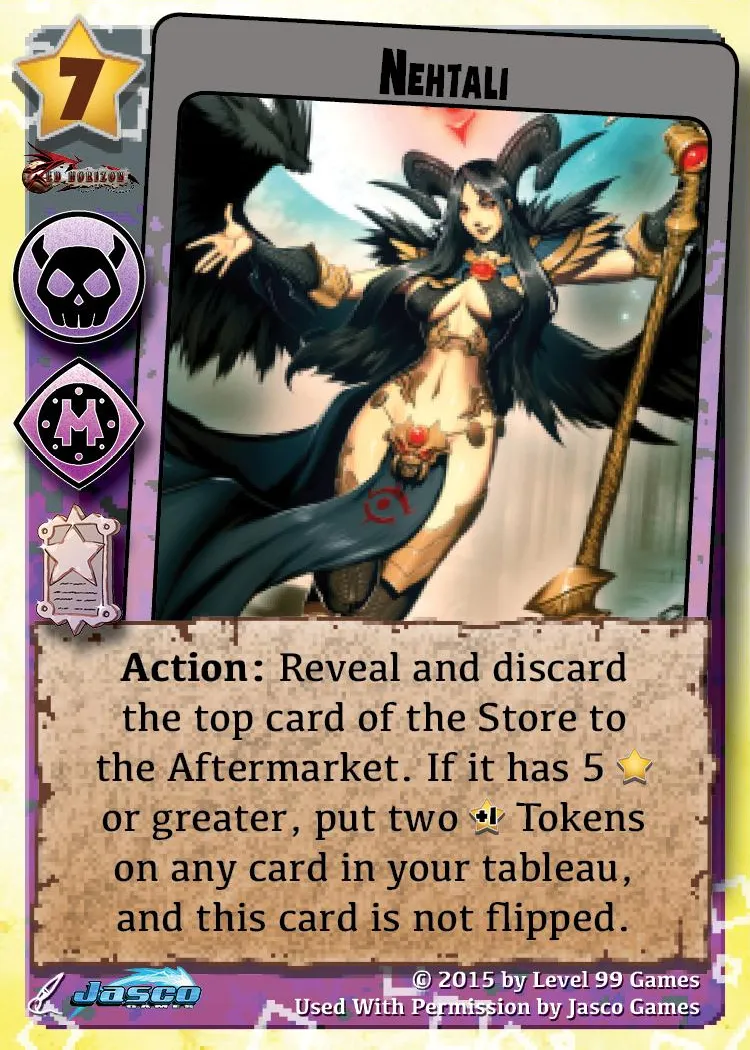 7
NEHTALI
RED HORIZON
M
Action: Reveal and discard
the top card of the Store to
the Aftermarket. If it has 5
or greater, put two +1 Tokens
on any card in your tableau,
and this card is not flipped.
Jasco
GAMES
© 2015 by Level 99 Games
Used With Permission by Jasco Games